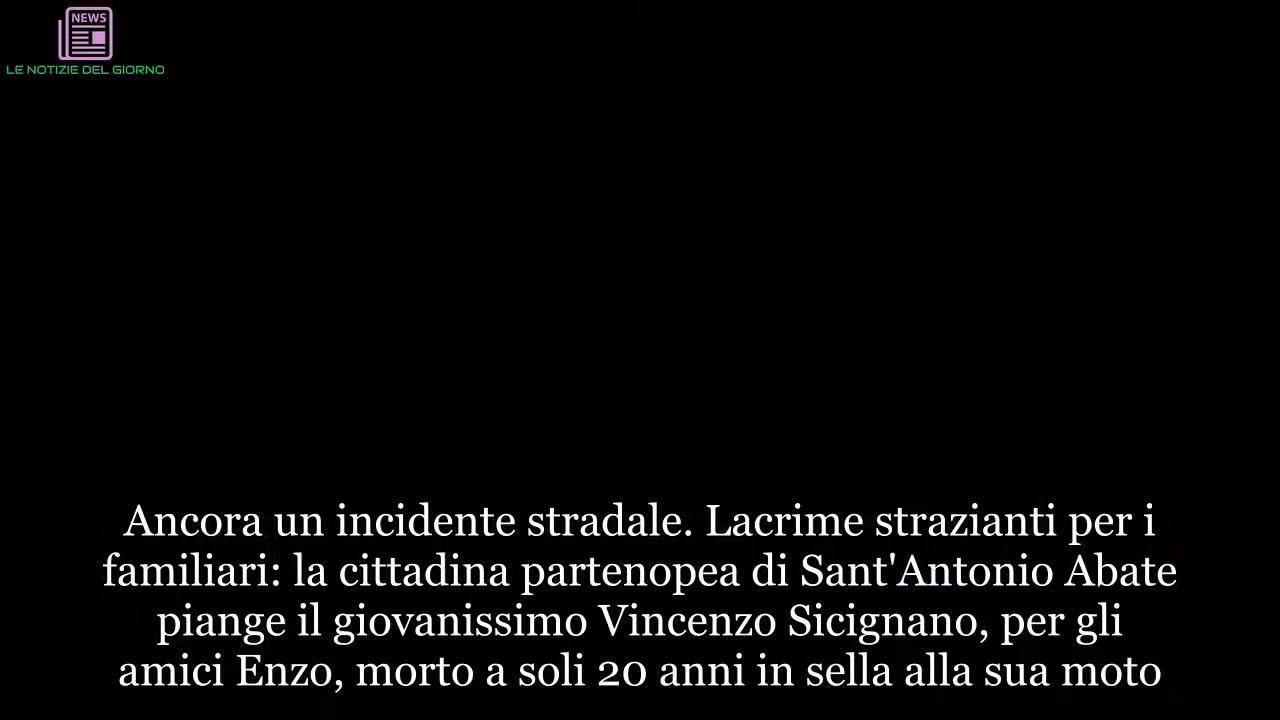 NEWS
LE NOTIZIE DEL GIORNO
Ancora un incidente stradale. Lacrime strazianti per i
familiari: la cittadina partenopea di Sant'Antonio Abate
piange il giovanissimo Vincenzo Sicignano, per gli
amici Enzo, morto a soli 20 anni in sella alla sua moto